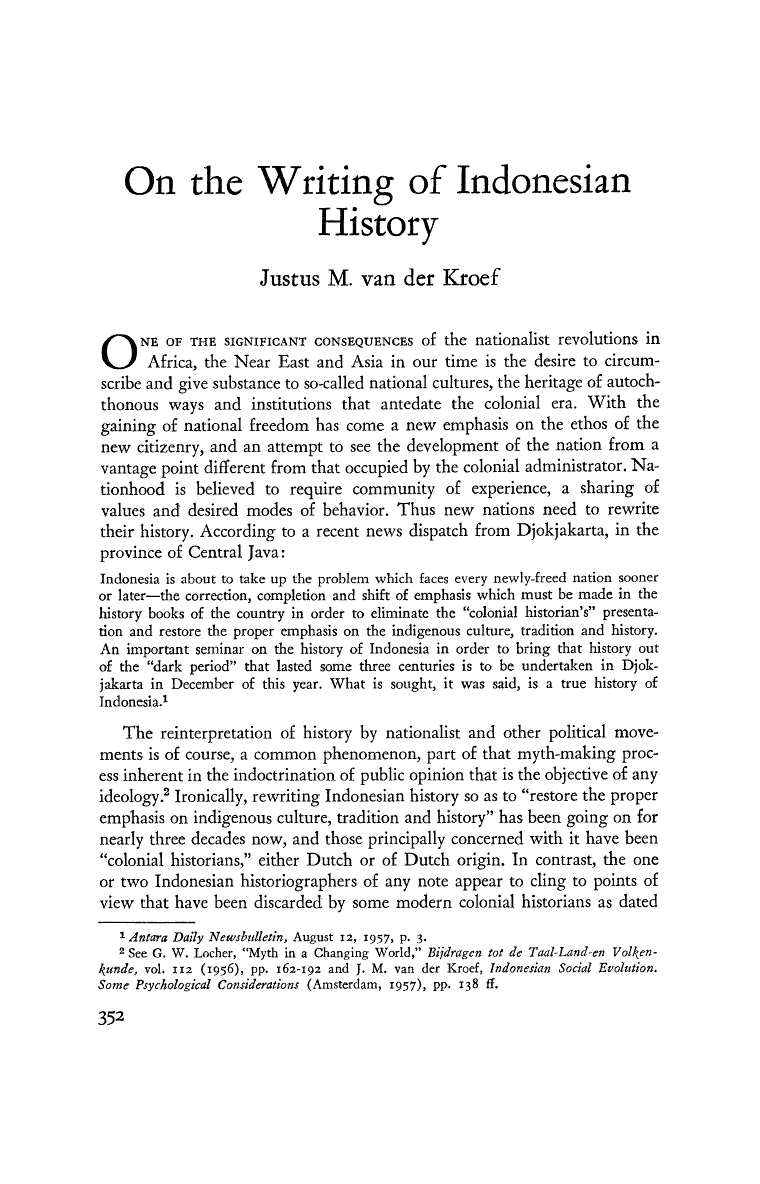 On the Writing of Indonesian
History
Justus M. van der Kroef
ONE OF THE SIGNIFICANT CONSEQUENCES of the nationalist revolutions in
Africa, the Near East and Asia in our time is the desire to circum-
scribe and give substance to so-called national cultures, the heritage of autoch-
thonous ways and institutions that antedate the colonial era. With the
gaining of national freedom has come a new emphasis on the ethos of the
new citizenry, and an attempt to see the development of the nation from a
vantage point different from that occupied by the colonial administrator. Na-
tionhood is believed to require community of experience, a sharing of
values and desired modes of behavior. Thus new nations need to rewrite
their history. According to a recent news dispatch from Djokjakarta, in the
province of Central Java:
Indonesia is about to take up the problem which faces every newly-freed nation sooner
or later—the correction, completion and shift of emphasis which must be made in the
history books of the country in order to eliminate the “colonial historian’s” presenta-
tion and restore the proper emphasis on the indigenous culture, tradition and history.
An important seminar on the history of Indonesia in order to bring that history out
of the “dark period” that lasted some three centuries is to be undertaken in Djok-
jakarta in December of this year. What is sought, it was said, is a true history of
Indonesia.¹
The reinterpretation of history by nationalist and other political move-
ments is of course, a common phenomenon, part of that myth-making proc-
ess inherent in the indoctrination of public opinion that is the objective of any
ideology.² Ironically, rewriting Indonesian history so as to “restore the proper
emphasis on indigenous culture, tradition and history” has been going on for
nearly three decades now, and those principally concerned with it have been
“colonial historians,” either Dutch or of Dutch origin. In contrast, the one
or two Indonesian historiographers of any note appear to cling to points of
view that have been discarded by some modern colonial historians as dated
¹ Antara Daily Newsbulletin, August 12, 1957, p. 3.
² See G. W. Locher, “Myth in a Changing World,” Bijdragen tot de Taal-Land-en Volken-
kunde, vol. 112 (1956), pp. 162-192 and J. M. van der Kroef, Indonesian Social Evolution.
Some Psychological Considerations (Amsterdam, 1957), pp. 138 ff.
352